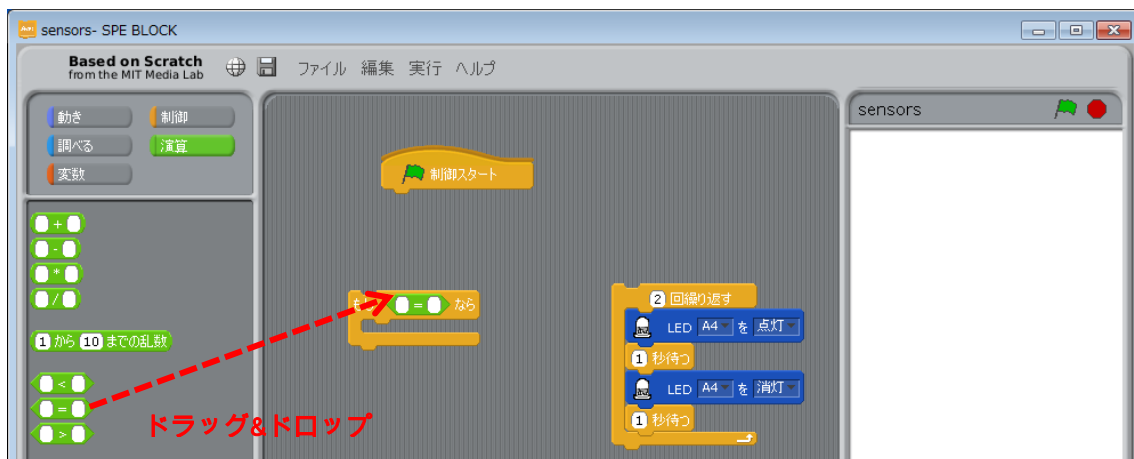 sensors- SPE BLOCK
Based on Scratch
from the MIT Media Lab
ファイル 編集 実行 ヘルプ
動き 制御
調べる 演算
変数
sensors
制御スタート
+
-
*
/
1 から 10 までの乱数
<
=
>
= なら
2 回繰り返す
LED A4 を 点灯
1 秒待つ
LED A4 を 消灯
1 秒待つ
ドラッグ&ドロップ